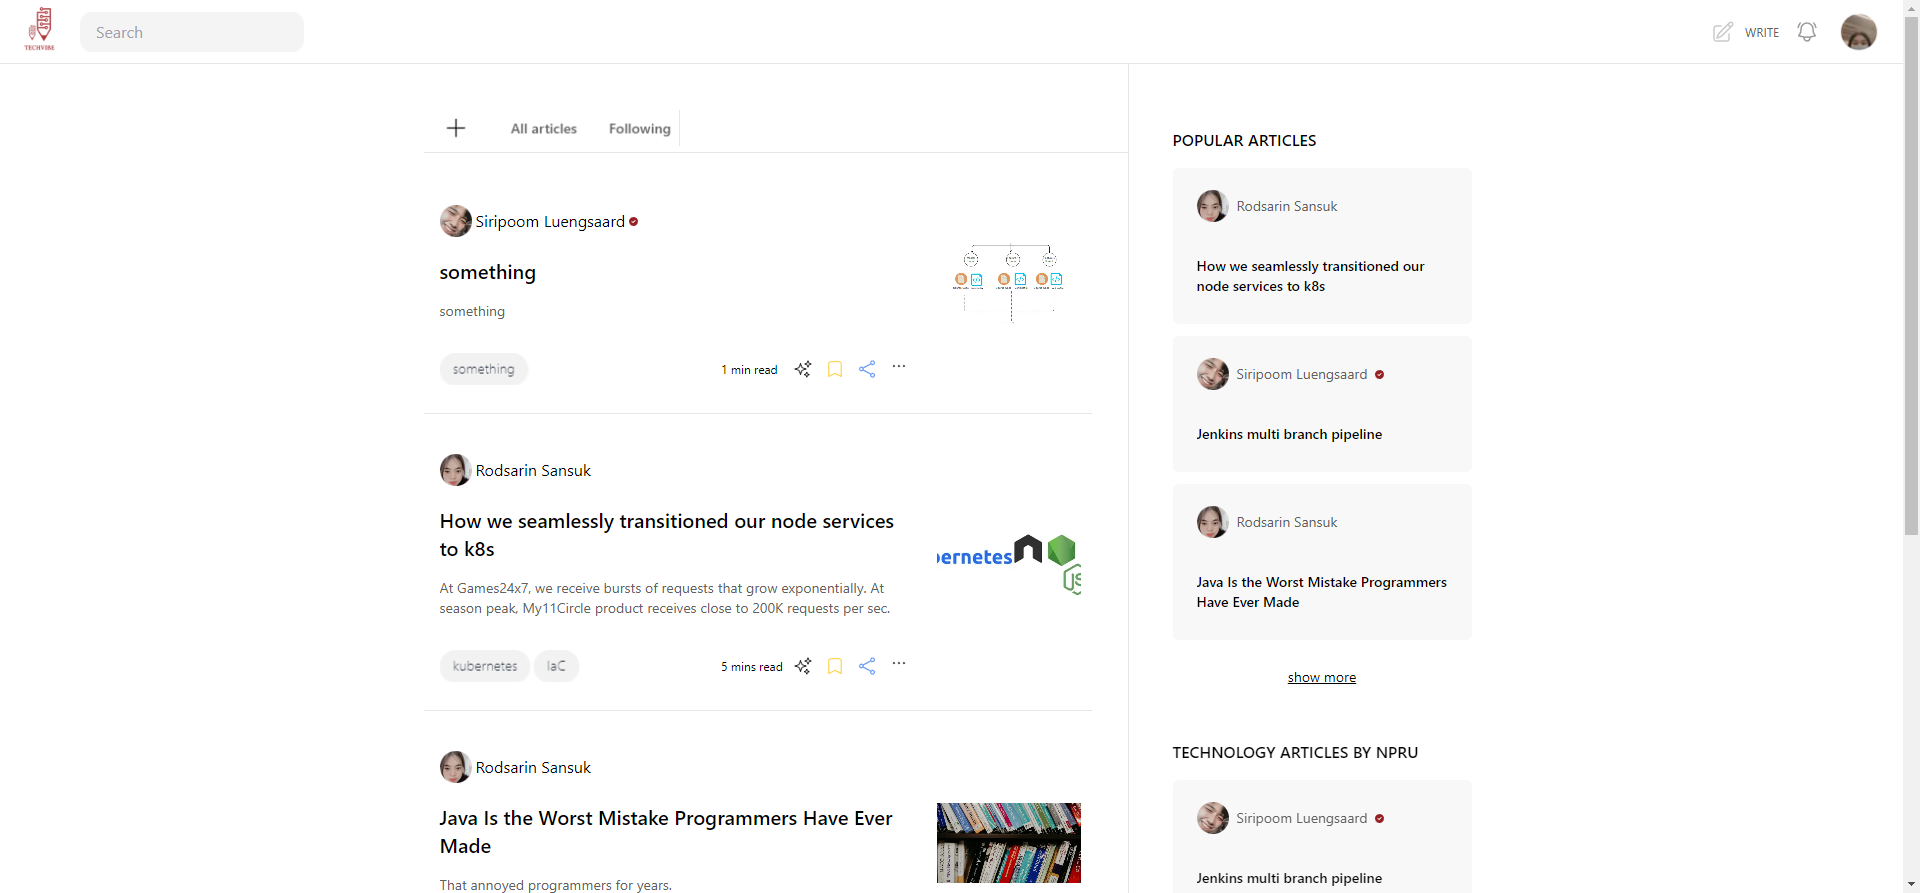 TECHVIBE
Search
WRITE
All articles
Following
Siripoom Luengsaard
something
something
something
1 min read
Rodsarin Sansuk
How we seamlessly transitioned our node services
to k8s
At Games24x7, we receive bursts of requests that grow exponentially. At
season peak, My11Circle product receives close to 200K requests per sec.
ernetes
JS
kubernetes
IaC
5 mins read
Rodsarin Sansuk
Java Is the Worst Mistake Programmers Have Ever
Made
That annoyed programmers for years.
POPULAR ARTICLES
Rodsarin Sansuk
How we seamlessly transitioned our
node services to k8s
Siripoom Luengsaard
Jenkins multi branch pipeline
Rodsarin Sansuk
Java Is the Worst Mistake Programmers
Have Ever Made
show more
TECHNOLOGY ARTICLES BY NPRU
Siripoom Luengsaard
Jenkins multi branch pipeline